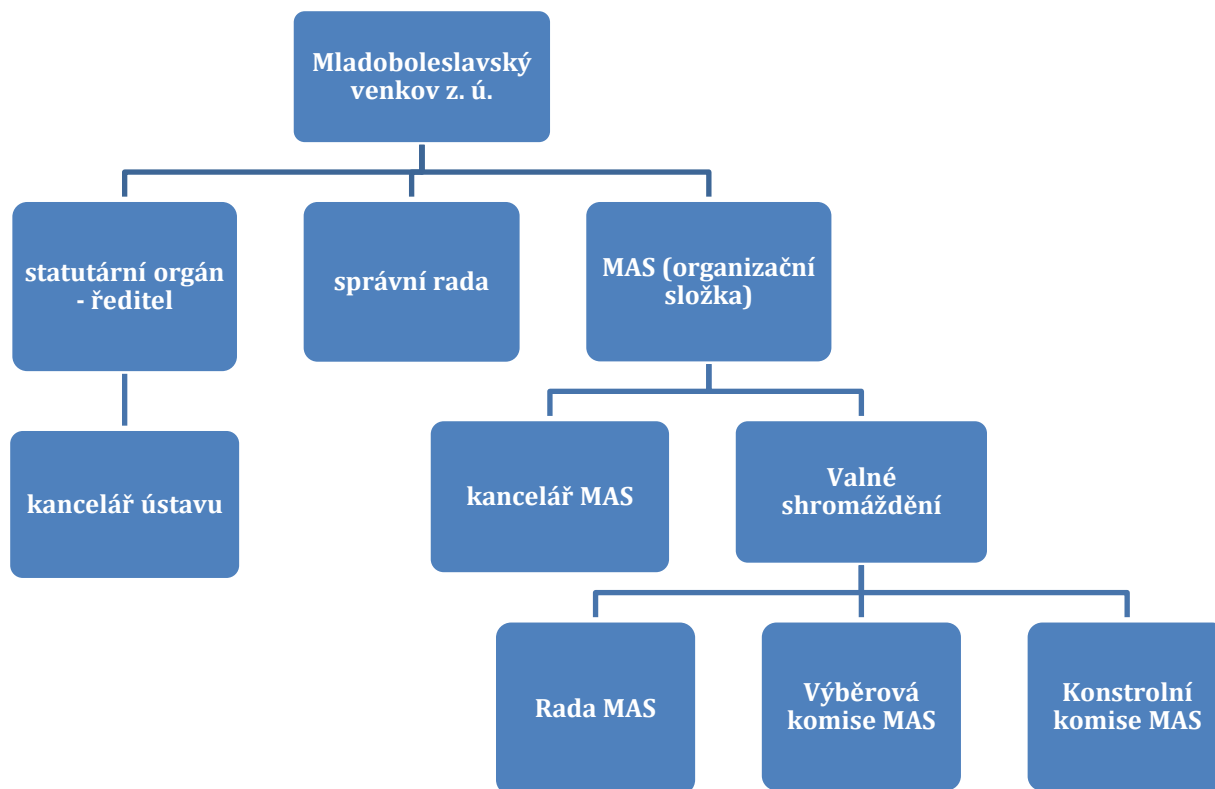 Mladoboleslavský
venkov z. ú.
statutární orgán
- ředitel
správní rada
MAS (organizační
složka)
kancelář ústavu
kancelář MAS
Valné
shromáždění
Rada MAS
Výběrová
komise MAS
Konstrolní
komise MAS